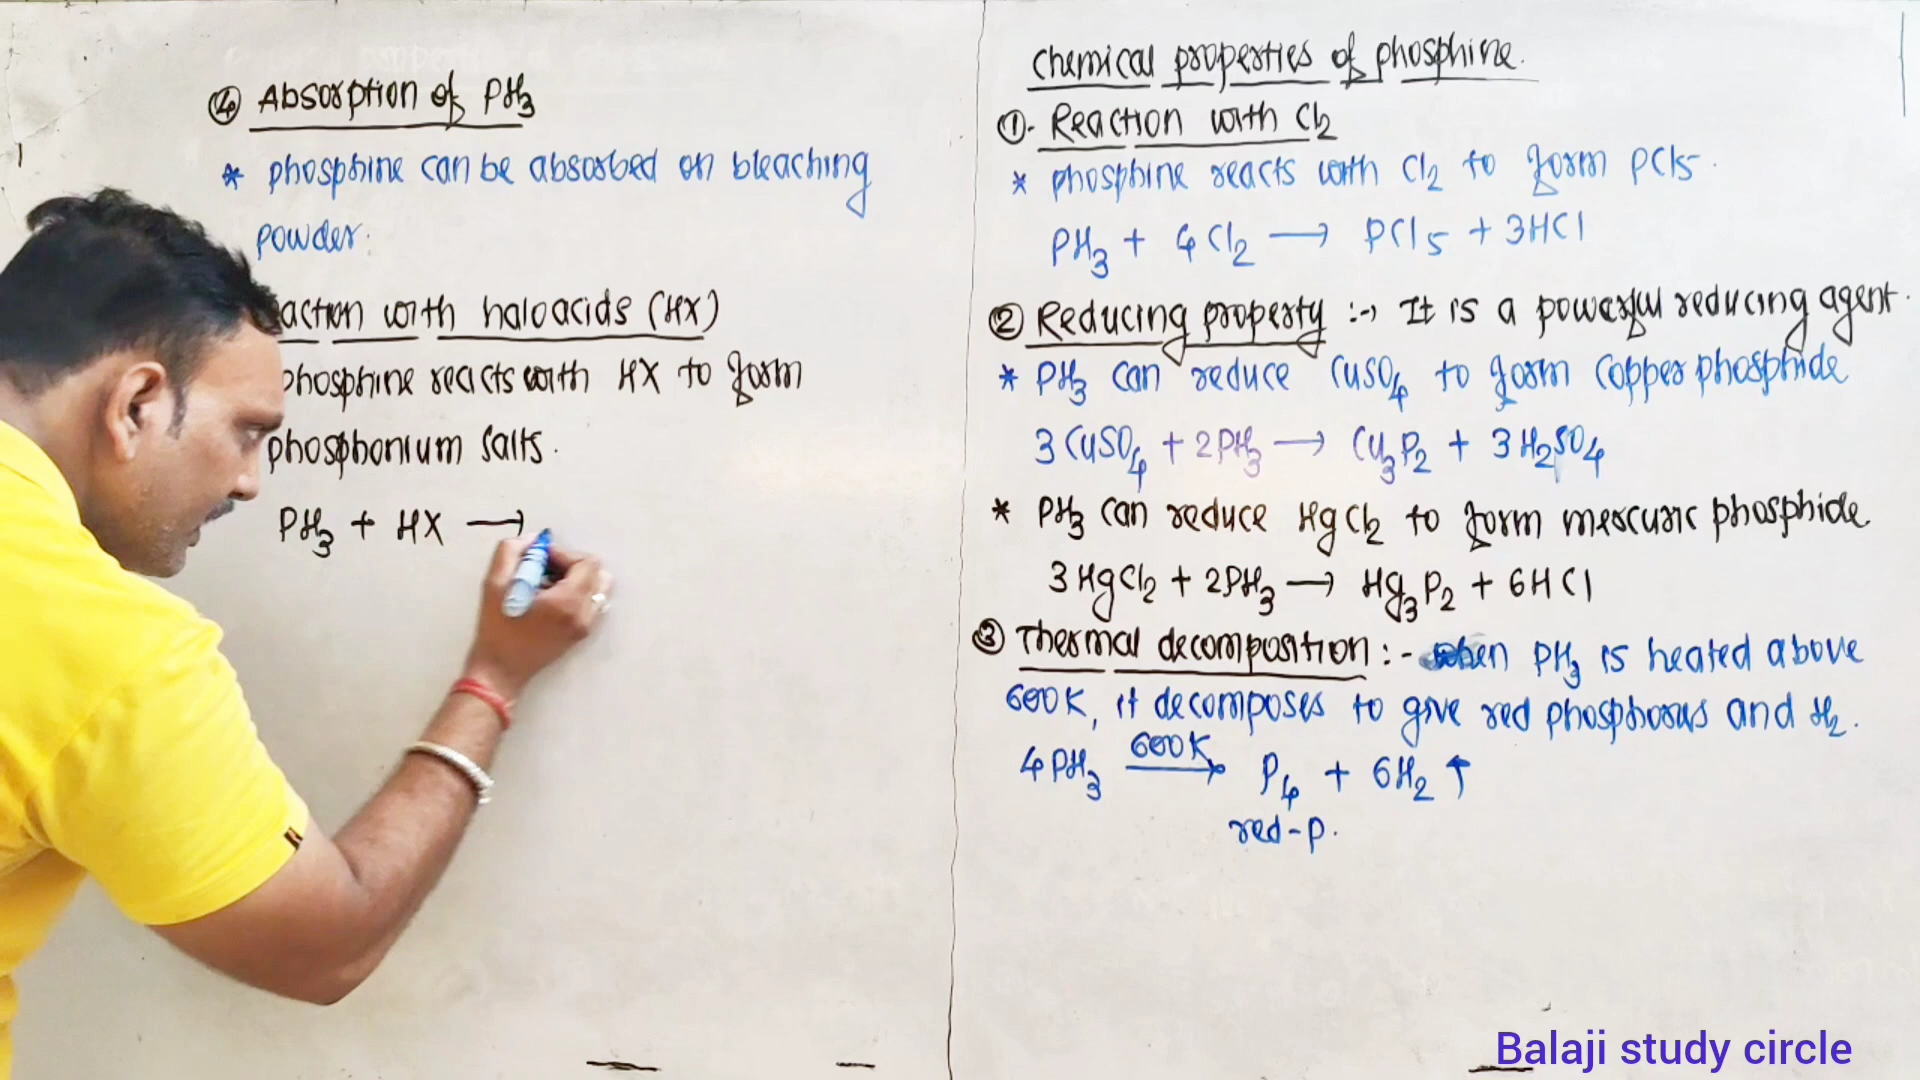 ④ Absorption of PH₃
* phosphine can be absorbed on bleaching
powder.
action with haloacids (HX)
phosphine reacts with HX to form
phosphonium salts.
PH₃ + HX ⟶
Chemical properties of phosphine.
①. Reaction with Cl₂
* phosphine reacts with Cl₂ to form PCl₅.
PH₃ + 4Cl₂ ⟶ PCl₅ + 3HCl
② Reducing property :→ It is a powerful reducing agent.
* PH₃ can reduce CuSO₄ to form Copper phosphide
3CuSO₄ + 2PH₃ ⟶ Cu₃P₂ + 3H₂SO₄
* PH₃ can reduce HgCl₂ to form mercuric phosphide.
3HgCl₂ + 2PH₃ ⟶ Hg₃P₂ + 6HCl
③ Thermal decomposition :- when PH₃ is heated above
600K, it decomposes to give red phosphorus and H₂.
600K
4PH₃ ⟶ P₄ + 6H₂ ↑
red-P.
Balaji study circle